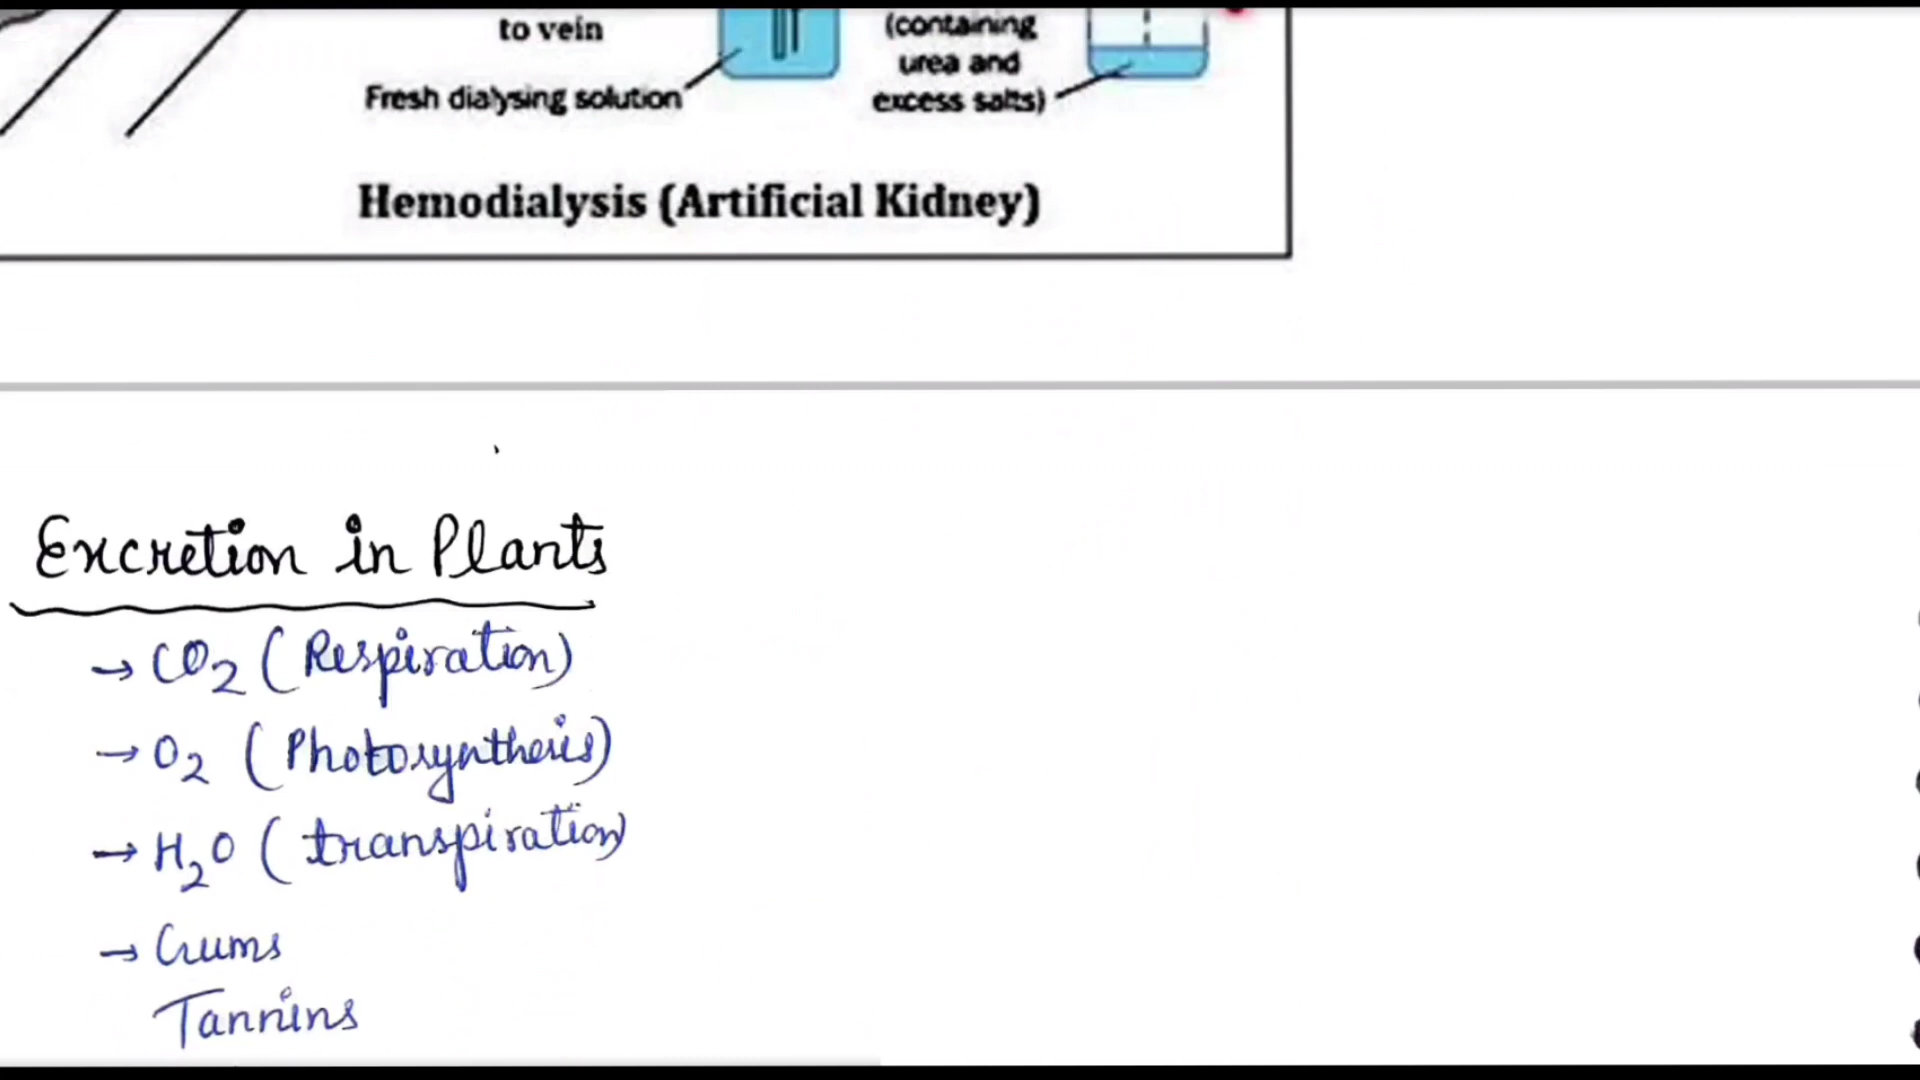 to vein
Fresh dialysing solution
(containing
urea and
excess salts)
Hemodialysis (Artificial Kidney)
Excretion in Plants
→ CO₂ (Respiration)
→ O₂ (Photosynthesis)
→ H₂O (transpiration)
→ Gums
Tannins